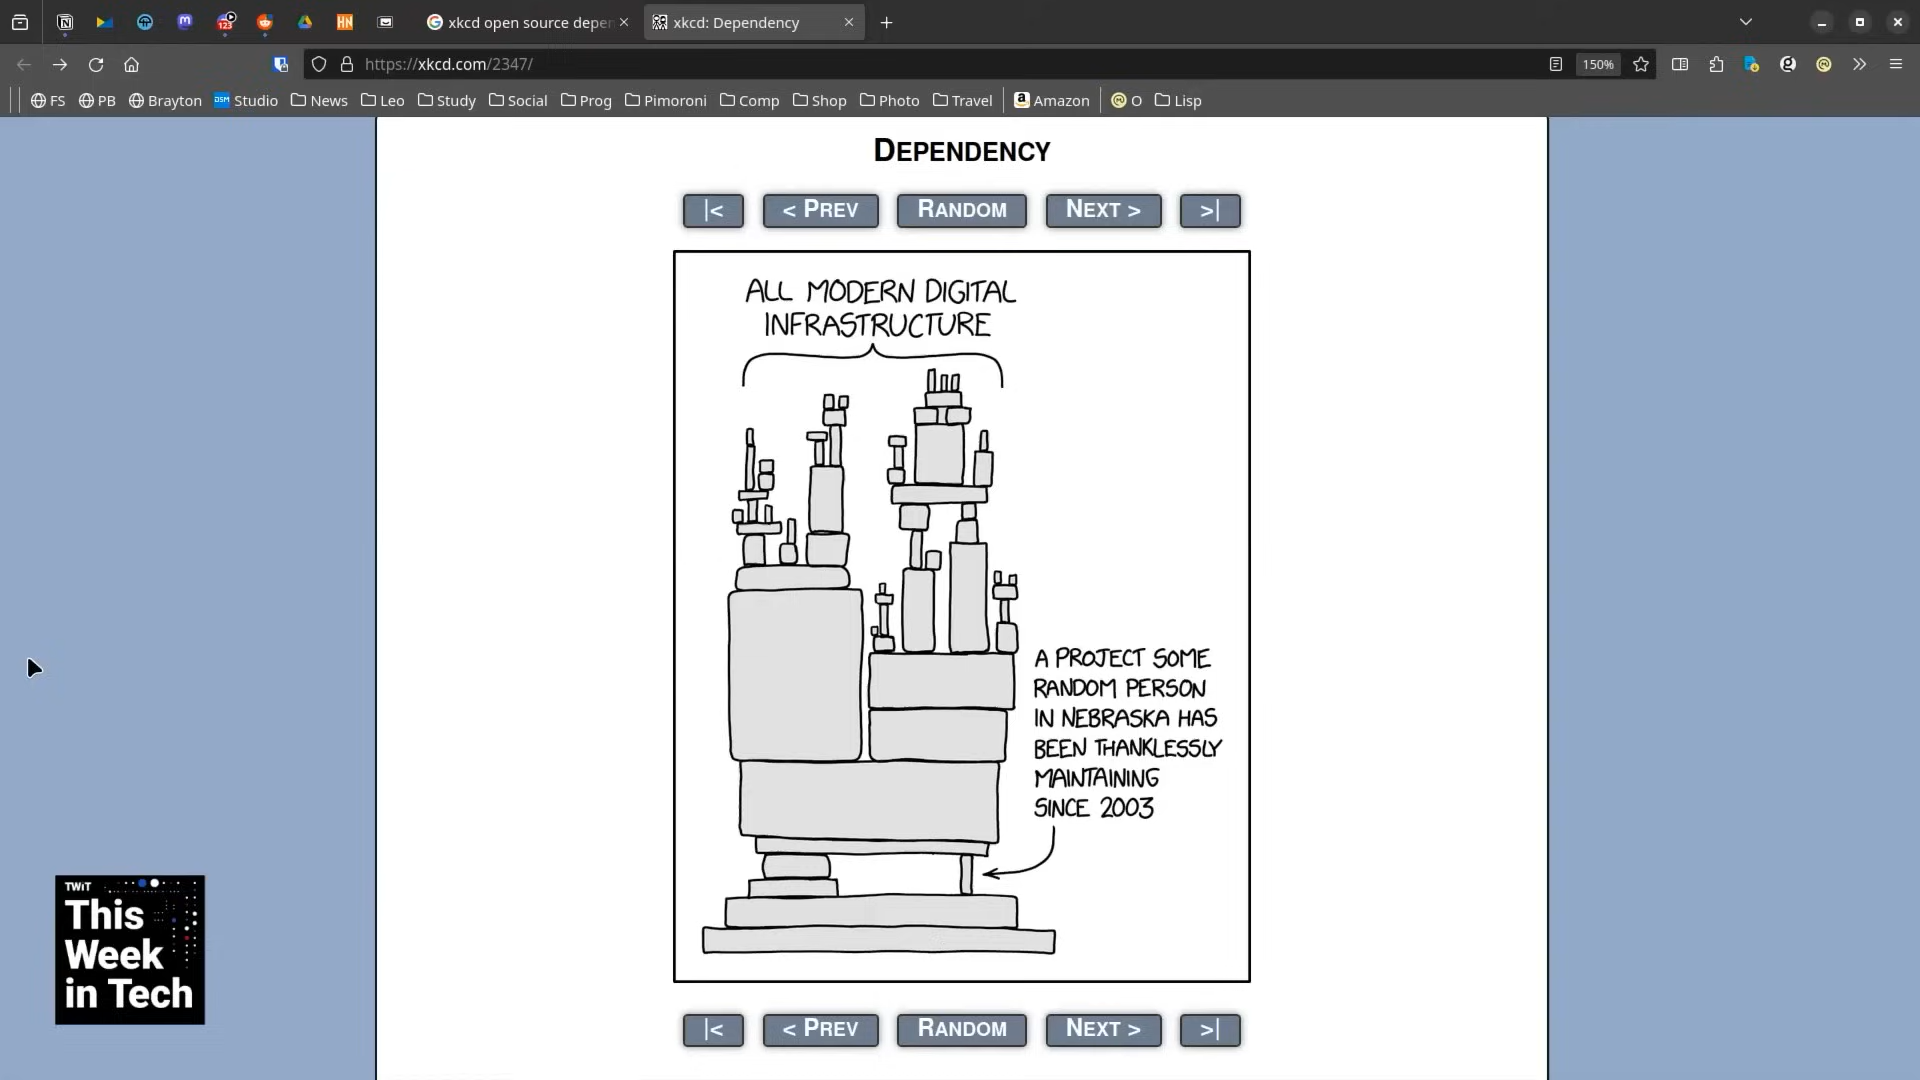 xkcd open source depen
xkcd: Dependency
https://xkcd.com/2347/
150%
FS
PB
Brayton
DSM Studio
News
Leo
Study
Social
Prog
Pimoroni
Comp
Shop
Photo
Travel
Amazon
O
Lisp
DEPENDENCY
|<
< PREV
RANDOM
NEXT >
>|
ALL MODERN DIGITAL
INFRASTRUCTURE
A PROJECT SOME
RANDOM PERSON
IN NEBRASKA HAS
BEEN THANKLESSLY
MAINTAINING
SINCE 2003
TWiT
This
Week
in Tech
|<
< PREV
RANDOM
NEXT >
>|